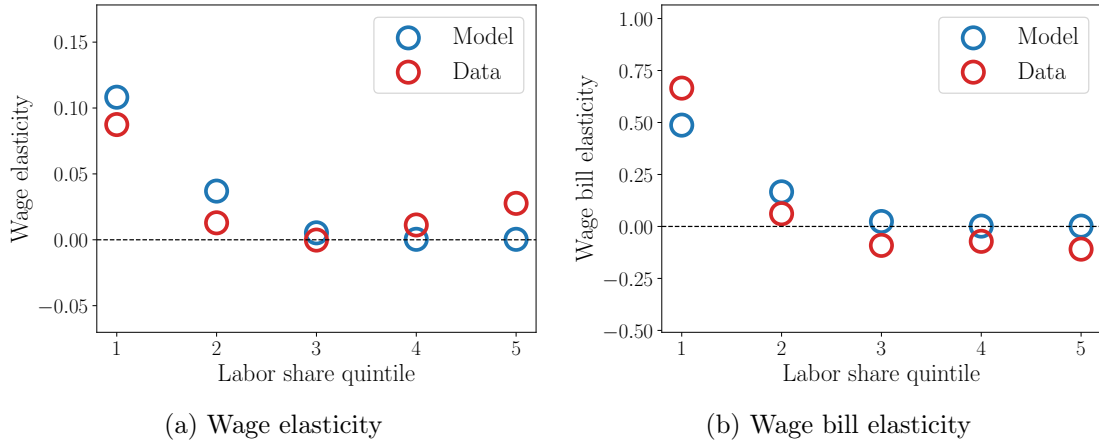 0.15
0.10
0.05
0.00
−0.05
Wage elasticity
Model
Data
1 2 3 4 5
Labor share quintile
(a) Wage elasticity
1.00
0.75
0.50
0.25
0.00
−0.25
−0.50
Wage bill elasticity
Model
Data
1 2 3 4 5
Labor share quintile
(b) Wage bill elasticity